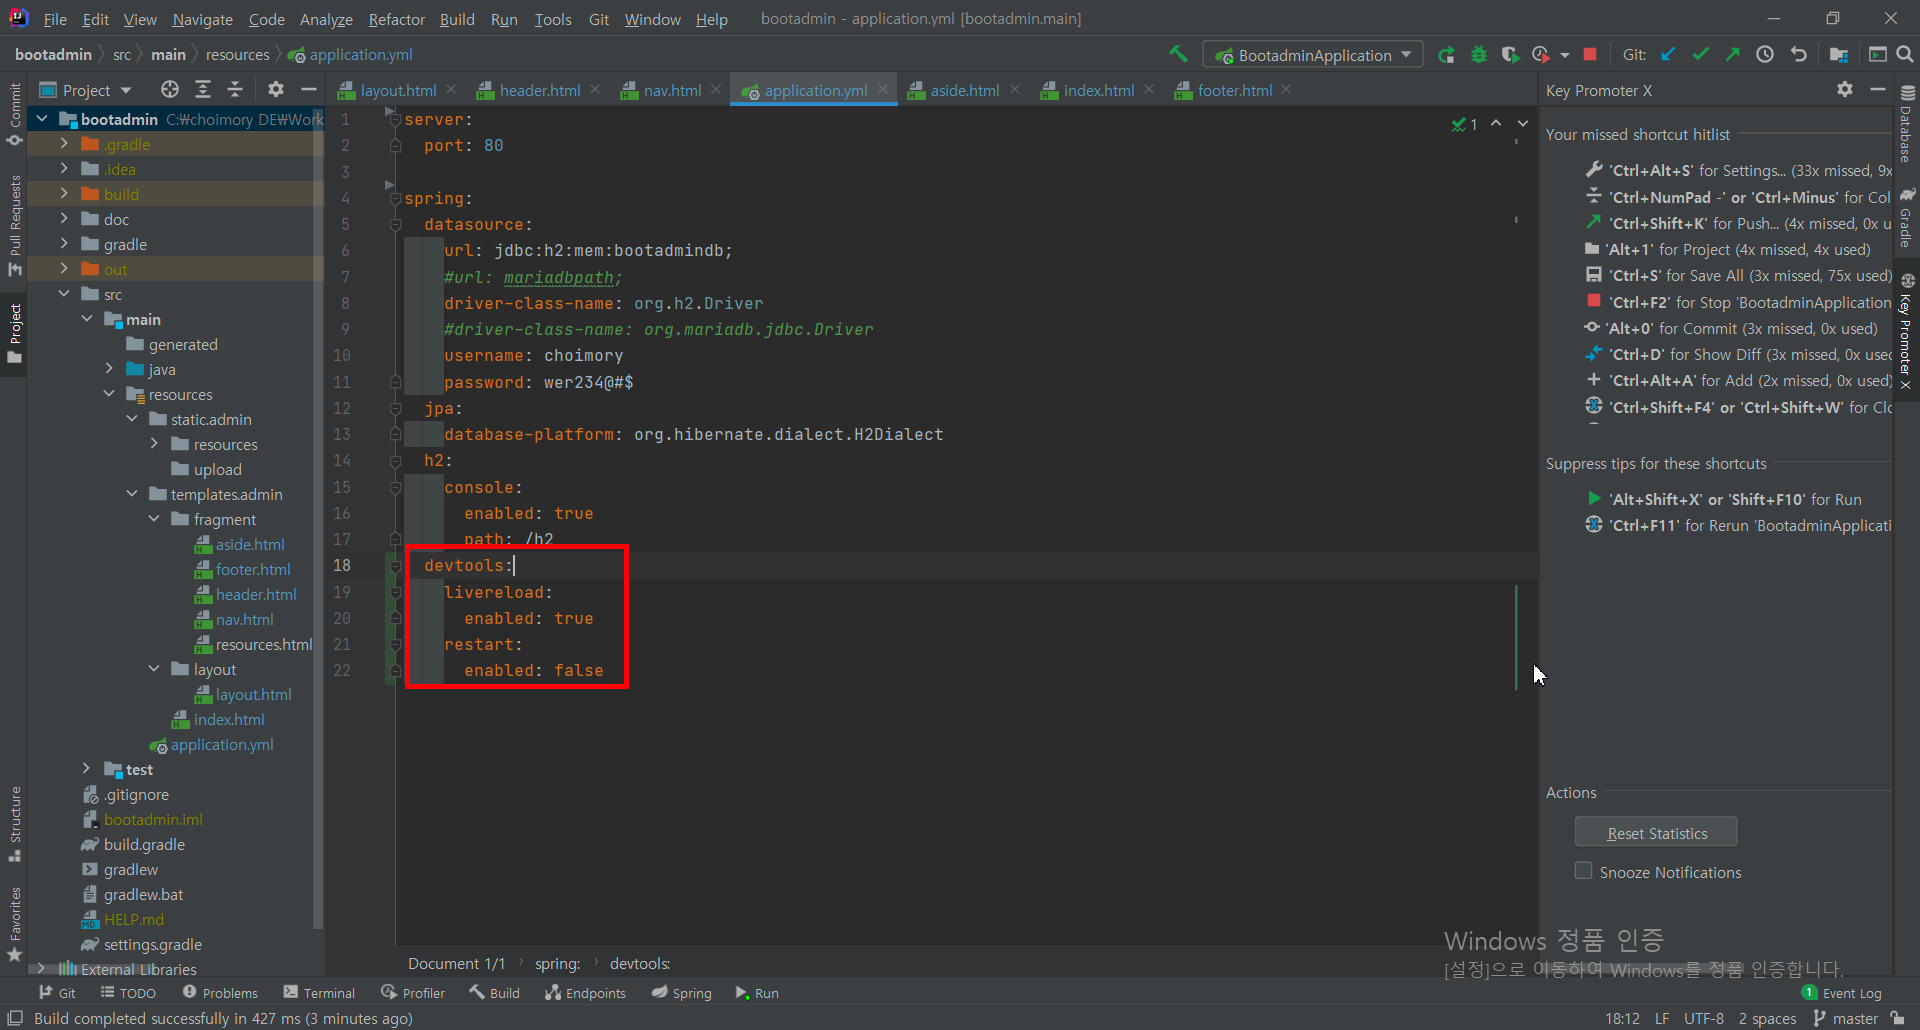 File Edit View Navigate Code Analyze Refactor Build Run Tools Git Window Help bootadmin - application.yml [bootadmin.main]
bootadmin src main resources application.yml BootadminApplication Git:
Project layout.html header.html nav.html application.yml aside.html index.html footer.html Key Promoter X
Commit
Pull Requests
Project
Structure
Favorites
bootadmin C:₩choimory DE₩Work
.gradle
.idea
build
doc
gradle
out
src
main
generated
java
resources
static.admin
resources
upload
templates.admin
fragment
aside.html
footer.html
header.html
nav.html
resources.html
layout
layout.html
index.html
application.yml
test
.gitignore
bootadmin.iml
build.gradle
gradlew
gradlew.bat
HELP.md
settings.gradle
External Libraries
1 server:
2 port: 80
3
4 spring:
5 datasource:
6 url: jdbc:h2:mem:bootadmindb;
7 #url: mariadbpath;
8 driver-class-name: org.h2.Driver
9 #driver-class-name: org.mariadb.jdbc.Driver
10 username: choimory
11 password: wer234@#$
12 jpa:
13 database-platform: org.hibernate.dialect.H2Dialect
14 h2:
15 console:
16 enabled: true
17 path: /h2
18 devtools:
19 livereload:
20 enabled: true
21 restart:
22 enabled: false
1
Document 1/1 spring: devtools:
Your missed shortcut hitlist
'Ctrl+Alt+S' for Settings... (33x missed, 9x
'Ctrl+NumPad -' or 'Ctrl+Minus' for Col
'Ctrl+Shift+K' for Push... (4x missed, 0x u
'Alt+1' for Project (4x missed, 4x used)
'Ctrl+S' for Save All (3x missed, 75x used)
'Ctrl+F2' for Stop 'BootadminApplication
'Alt+0' for Commit (3x missed, 0x used)
'Ctrl+D' for Show Diff (3x missed, 0x used
'Ctrl+Alt+A' for Add (2x missed, 0x used)
'Ctrl+Shift+F4' or 'Ctrl+Shift+W' for Clo
Suppress tips for these shortcuts
'Alt+Shift+X' or 'Shift+F10' for Run
'Ctrl+F11' for Rerun 'BootadminApplicati
Actions
Reset Statistics
Snooze Notifications
Database
Gradle
Key Promoter X
Windows 정품 인증
[설정]으로 이동하여 Windows를 정품 인증합니다.
Git TODO Problems Terminal Profiler Build Endpoints Spring Run 1 Event Log
Build completed successfully in 427 ms (3 minutes ago) 18:12 LF UTF-8 2 spaces master